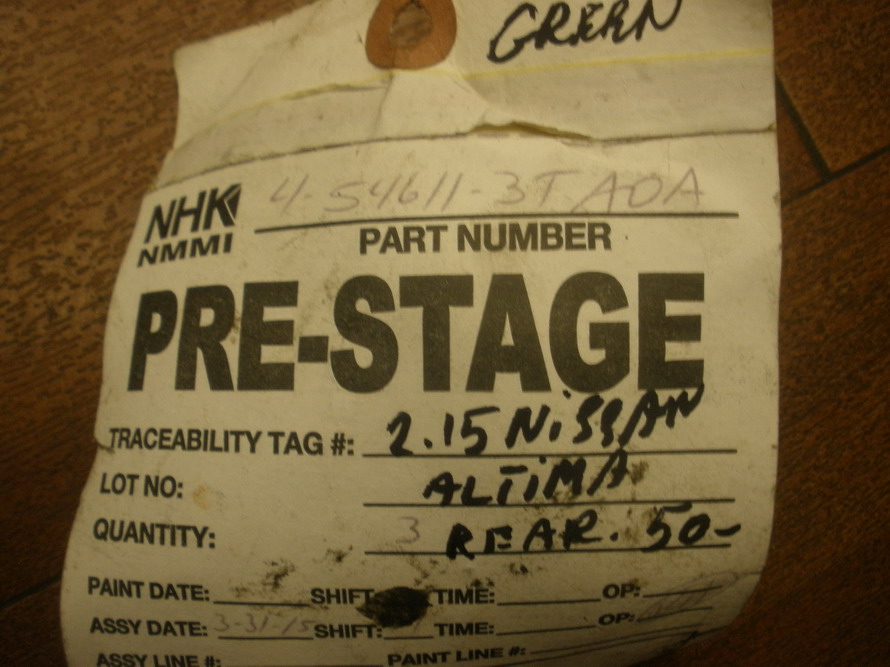 GREEN
NHK 4-54611-3TA0A
NMMI PART NUMBER
PRE-STAGE
TRACEABILITY TAG #: 2.15 NiSSAN
LOT NO: ALTiMA
QUANTITY: 3 REAR. 50-
PAINT DATE: SHIFT: TIME: OP:
ASSY DATE: 3-31-15 SHIFT: TIME: OP:
ASSY LINE #: PAINT LINE #: